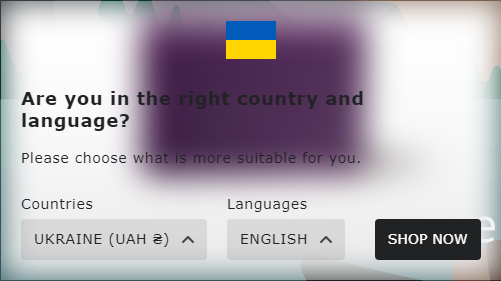 Are you in the right country and
language?
Please choose what is more suitable for you.
Countries
Languages
UKRAINE (UAH ₴)
ENGLISH
SHOP NOW